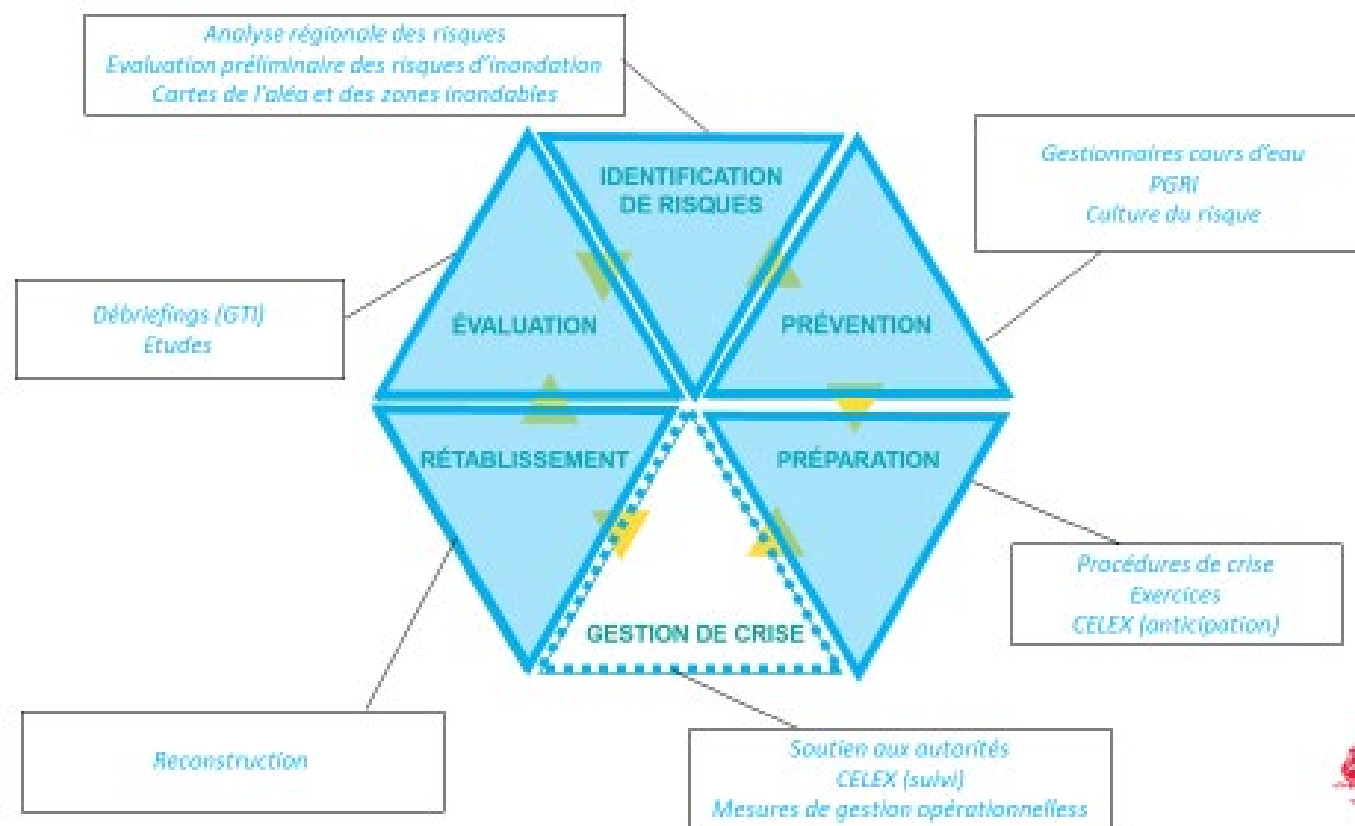 Analyse régionale des risques
Evaluation préliminaire des risques d'inondation
Cartes de l'aléa et des zones inondables
IDENTIFICATION
DE RISQUES
Gestionnaires cours d'eau
PGRI
Culture du risque
Débriefings (GTI)
Etudes
ÉVALUATION
PRÉVENTION
RÉTABLISSEMENT
PRÉPARATION
Procédures de crise
Exercices
CELEX (anticipation)
GESTION DE CRISE
Reconstruction
Soutien aux autorités
CELEX (suivi)
Mesures de gestion opérationnelless